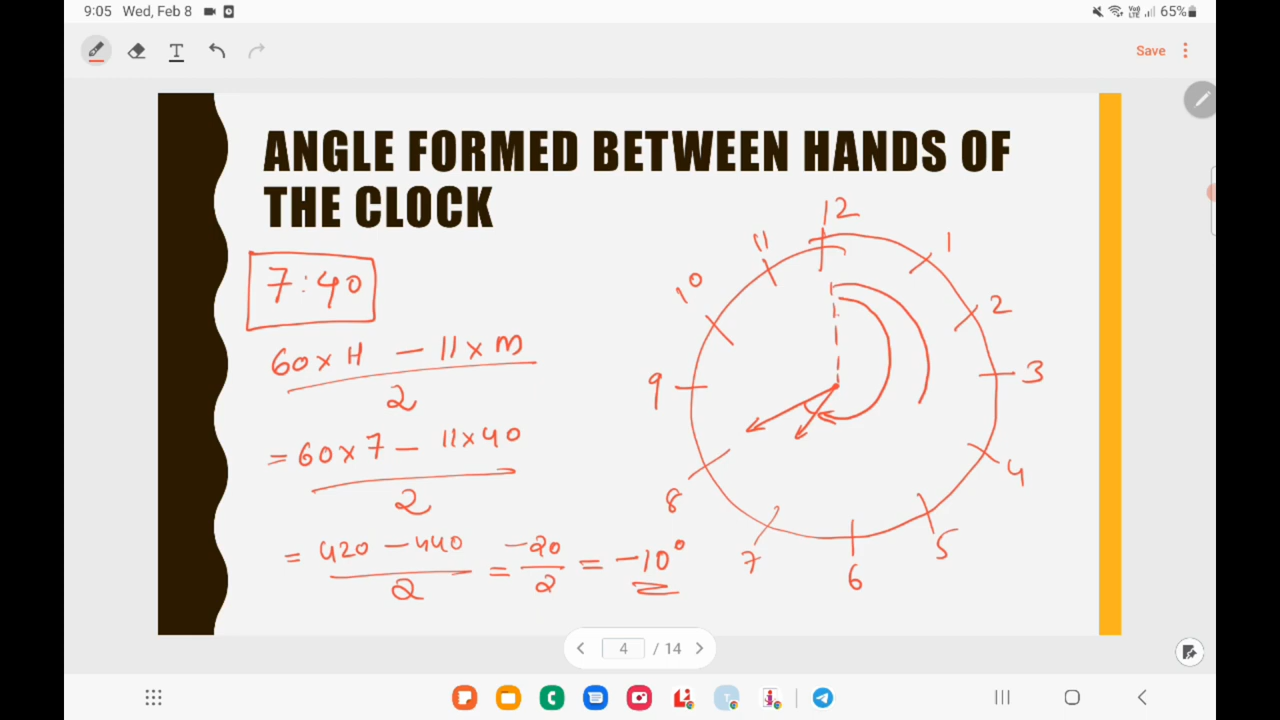 9:05 Wed, Feb 8
Vo) LTE 65%
T
Save
ANGLE FORMED BETWEEN HANDS OF
THE CLOCK
7:40
60 x H - 11 x M
2
= 60 x 7 - 11 x 40
2
= 420 - 440 = -20 = -10°
2 2
12
1
2
3
4
5
6
7
8
9
10
11
4 / 14